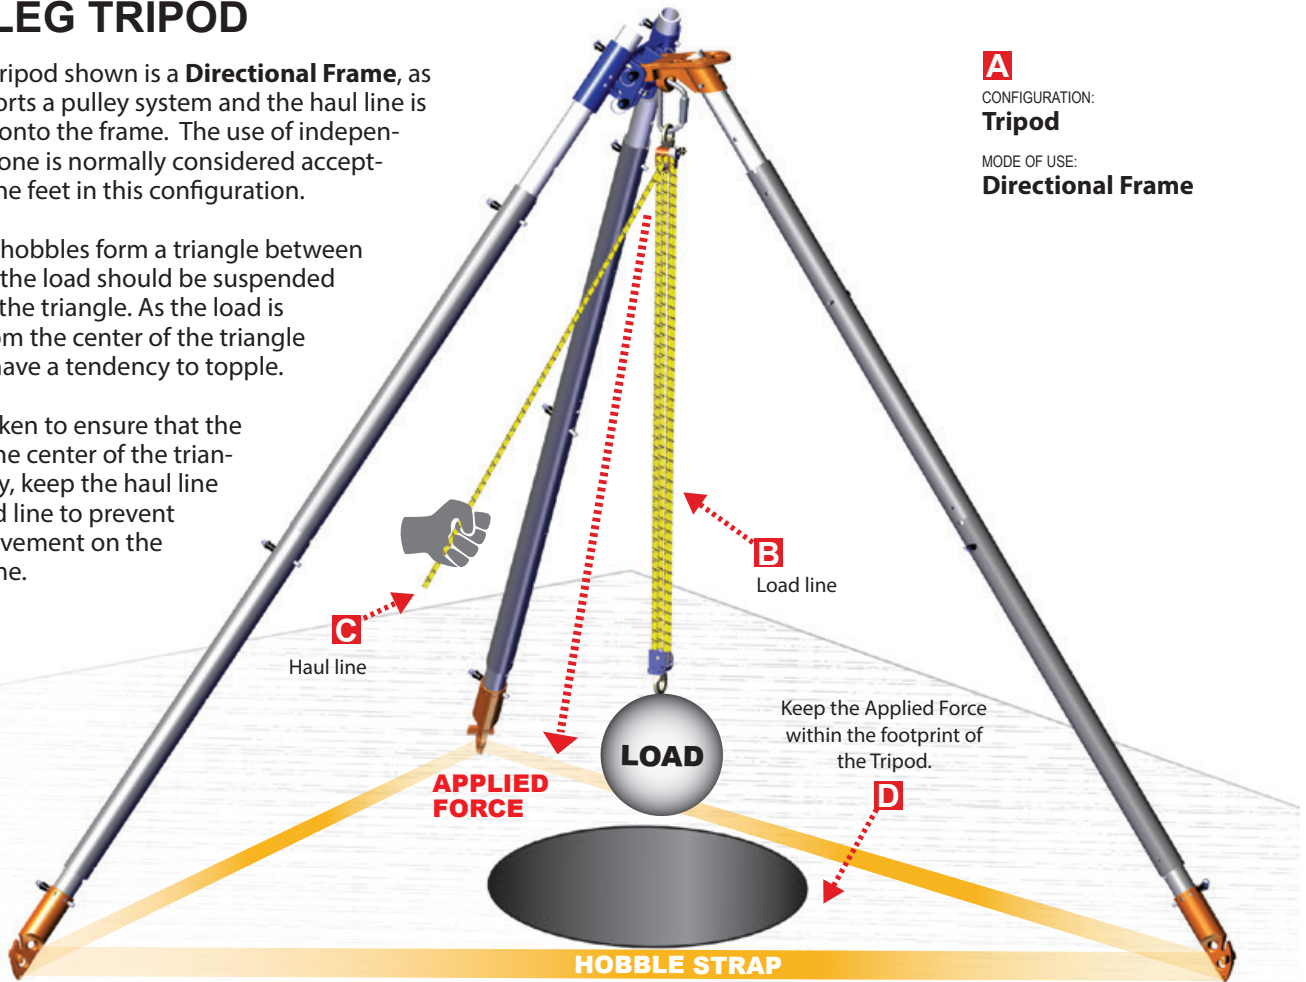 LEG TRIPOD
tripod shown is a Directional Frame, as
orts a pulley system and the haul line is
onto the frame. The use of indepen-
one is normally considered accept-
ne feet in this configuration.
hobbles form a triangle between
the load should be suspended
the triangle. As the load is
om the center of the triangle
have a tendency to topple.
ken to ensure that the
he center of the trian-
y, keep the haul line
d line to prevent
vement on the
ne.
A
CONFIGURATION:
Tripod
MODE OF USE:
Directional Frame
B
Load line
C
Haul line
Keep the Applied Force
within the footprint of
the Tripod.
D
LOAD
APPLIED
FORCE
HOBBLE STRAP